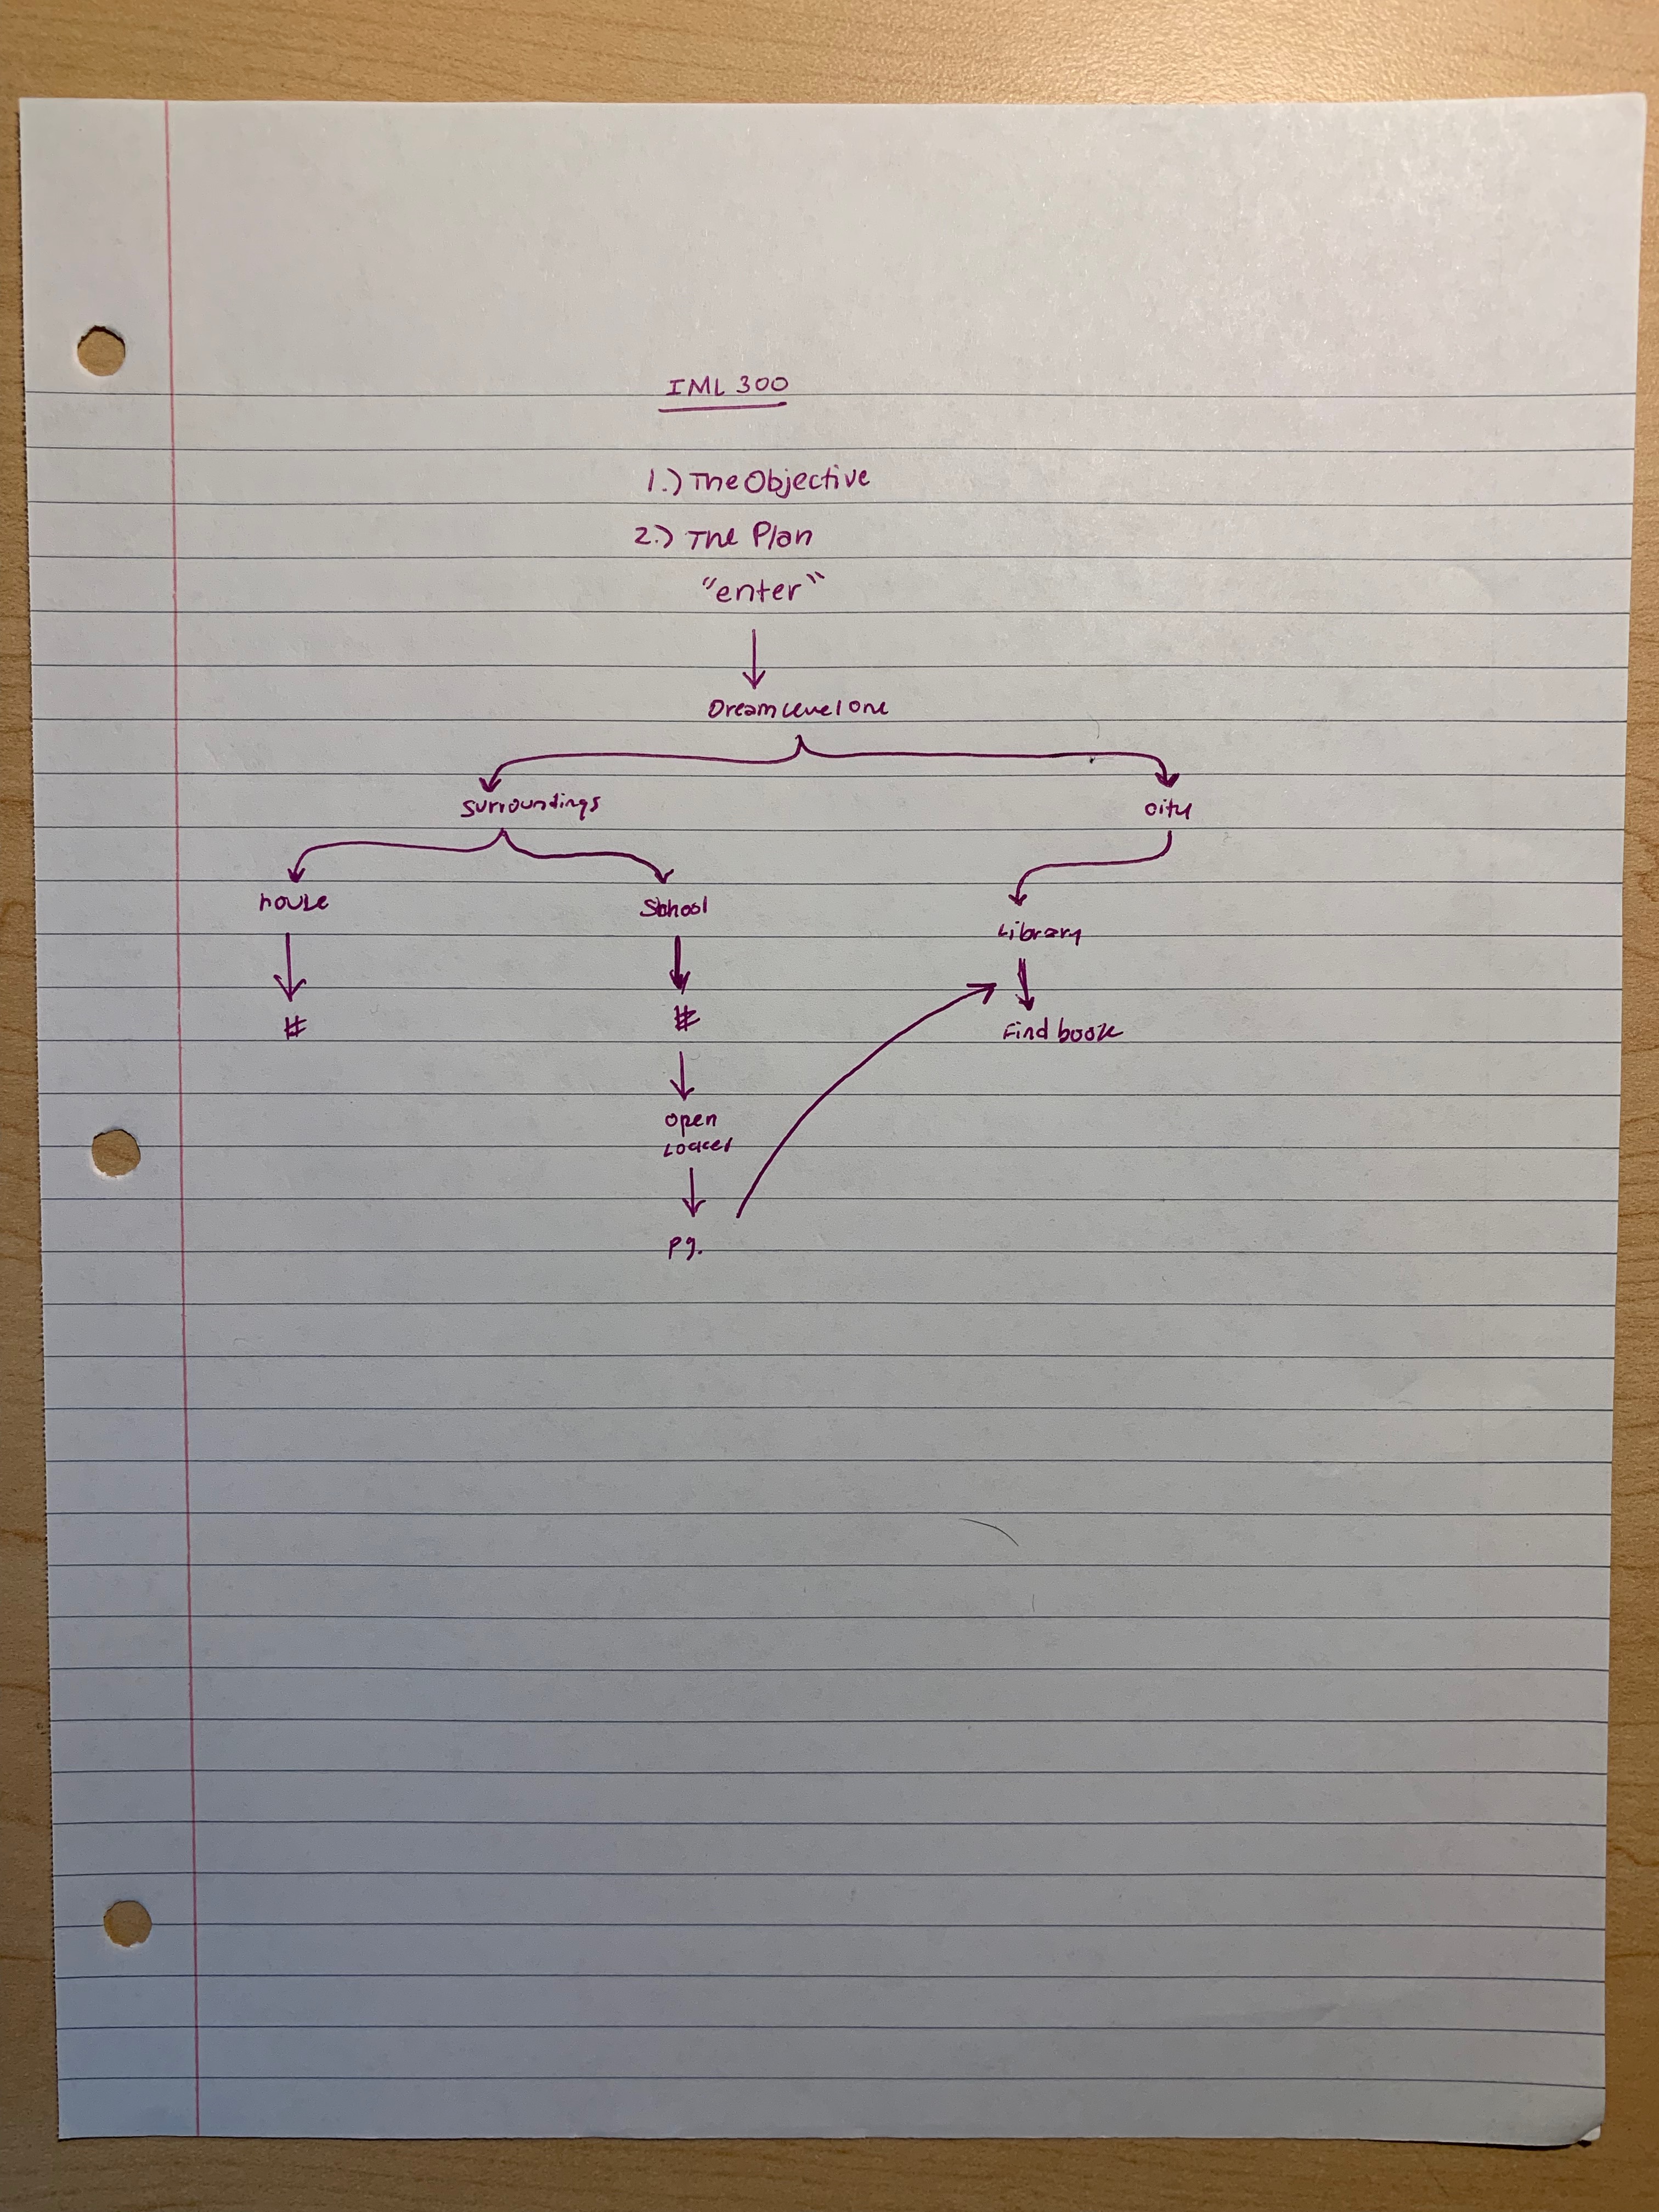 IML 300
1.) The Objective
2.) The Plan
"enter"
Dream Level One
surroundings
city
house
School
Library
#
#
Find book
open
Locker
pg.